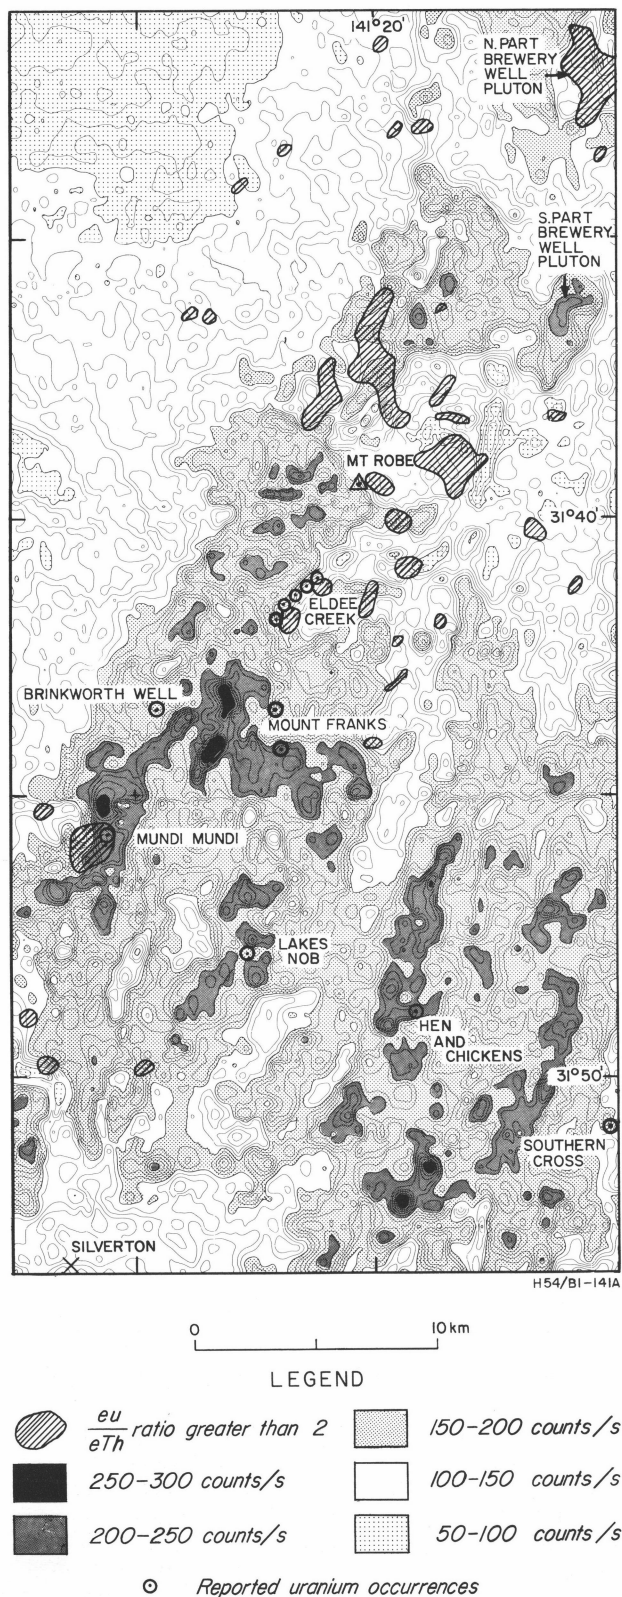 141°20'
N. PART
BREWERY
WELL
PLUTON
S. PART
BREWERY
WELL
PLUTON
MT ROBE
31°40'
ELDEE
CREEK
BRINKWORTH WELL
MOUNT FRANKS
MUNDI MUNDI
LAKES
NOB
HEN
AND
CHICKENS
31°50'
SOUTHERN
CROSS
SILVERTON
H54/B1-141A
0 10 km
LEGEND
eu
eTh ratio greater than 2
150-200 counts/s
250-300 counts/s
100-150 counts/s
200-250 counts/s
50-100 counts/s
Reported uranium occurrences